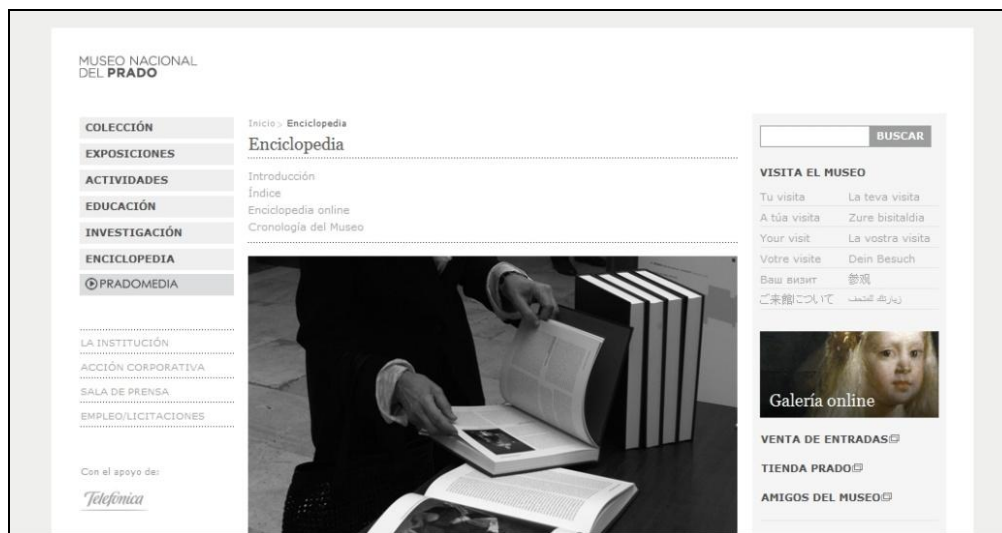 MUSEO NACIONAL
DEL PRADO
COLECCIÓN
EXPOSICIONES
ACTIVIDADES
EDUCACIÓN
INVESTIGACIÓN
ENCICLOPEDIA
PRADOMEDIA
LA INSTITUCIÓN
ACCIÓN CORPORATIVA
SALA DE PRENSA
EMPLEO/LICITACIONES
Con el apoyo de:
Telefónica
Inicio > Enciclopedia
Enciclopedia
Introducción
Índice
Enciclopedia online
Cronología del Museo
BUSCAR
VISITA EL MUSEO
Tu visita La teva visita
A túa visita Zure bisitaldia
Your visit La vostra visita
Votre visite Dein Besuch
Ваш визит 参观
ご来館について
Galería online
VENTA DE ENTRADAS
TIENDA PRADO
AMIGOS DEL MUSEO